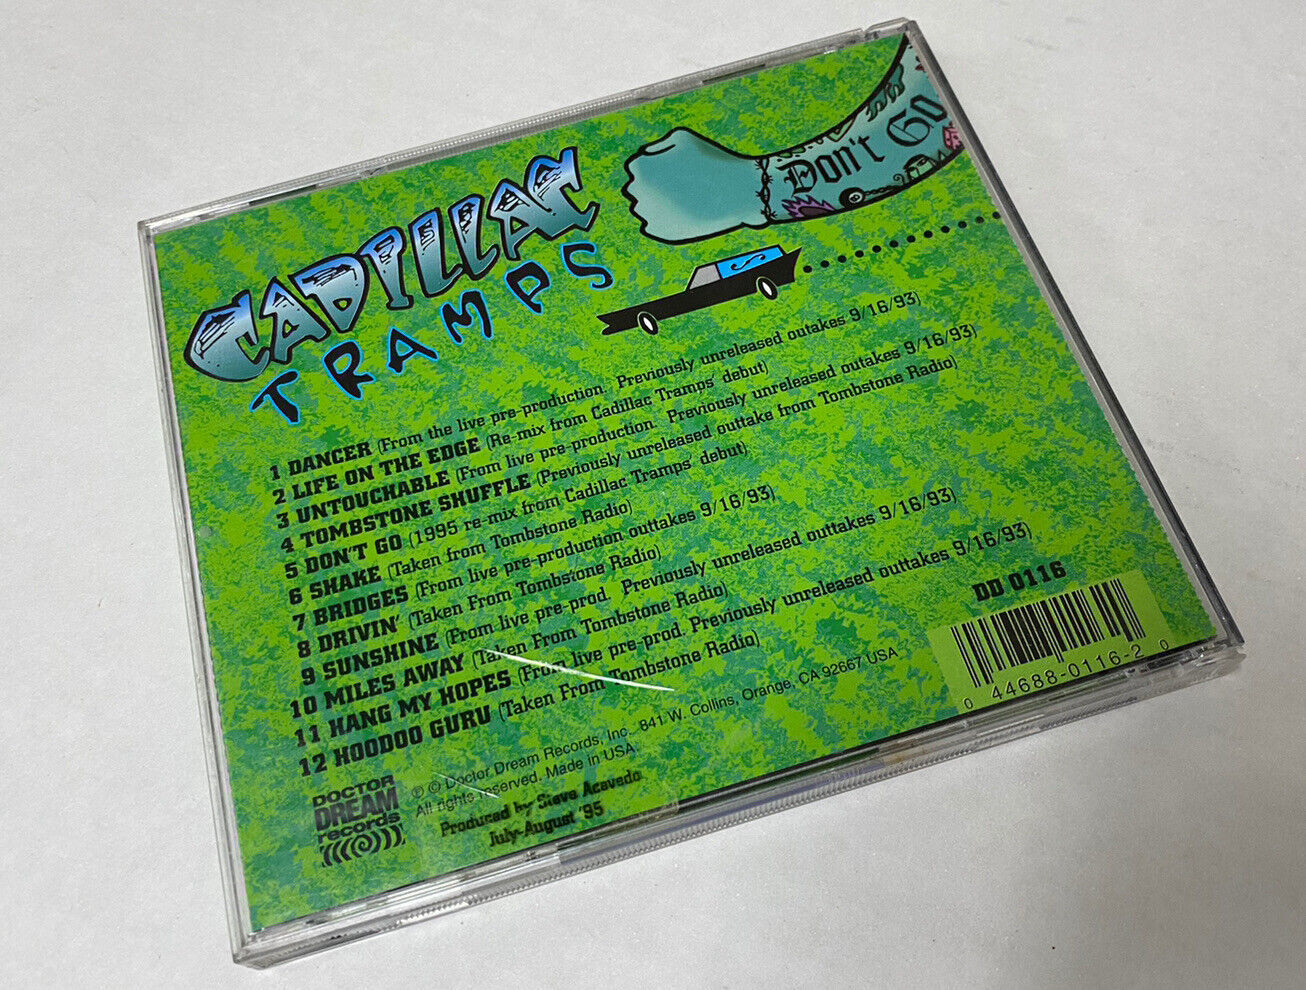 CADILLAC
TRAMPS
Don't Go
1 DANCER (From the live pre-production. Previously unreleased outakes 9/16/93)
2 LIFE ON THE EDGE (Re-mix from Cadillac Tramps' debut)
3 UNTOUCHABLE (From live pre-production. Previously unreleased outakes 9/16/93)
4 TOMBSTONE SHUFFLE (Previously unreleased outtake from Tombstone Radio)
5 DON'T GO (1995 re-mix from Cadillac Tramps' debut)
6 SHAKE (Taken from Tombstone Radio)
7 BRIDGES (From live pre-production outtakes 9/16/93)
8 DRIVIN' (Taken From Tombstone Radio)
9 SUNSHINE (From live pre-prod. Previously unreleased outtakes 9/16/93)
10 MILES AWAY (Taken From Tombstone Radio)
11 HANG MY HOPES (From live pre-prod. Previously unreleased outtakes 9/16/93)
12 HOODOO GURU (Taken From Tombstone Radio)
DD 0116
0 44688-0116-2 0
DOCTOR
DREAM
records
℗ © Doctor Dream Records, Inc., 841 W. Collins, Orange, CA 92667 USA
All rights reserved. Made in USA.
Produced by Steve Acevedo
July-August '95